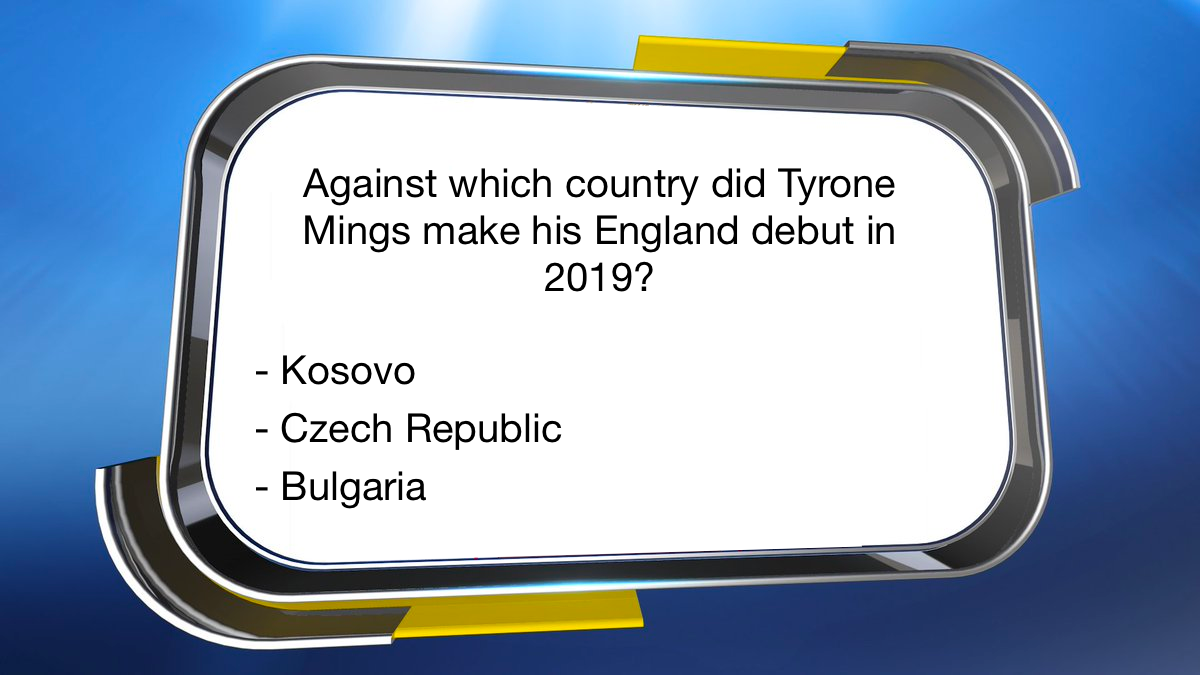 Against which country did Tyrone
Mings make his England debut in
2019?
- Kosovo
- Czech Republic
- Bulgaria